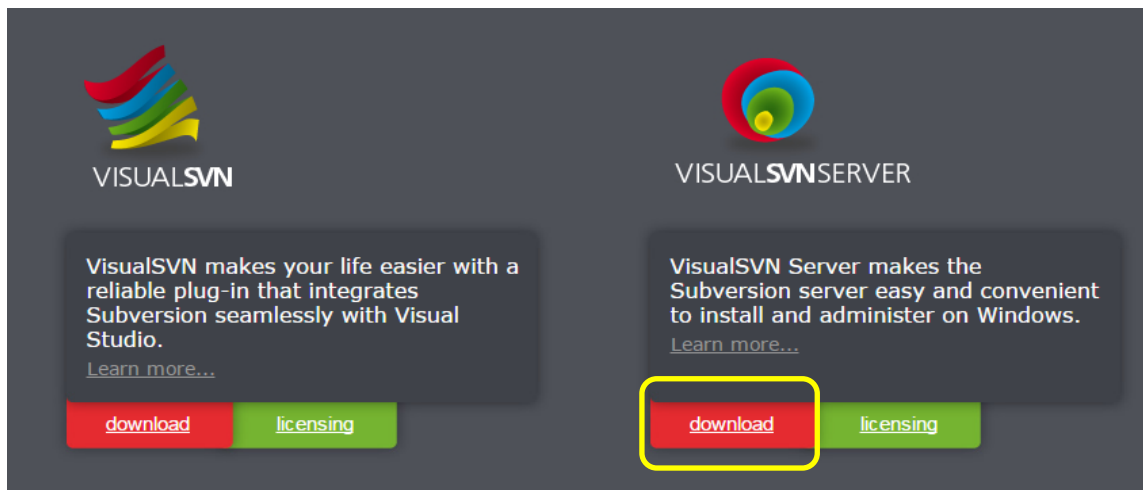 VISUALSVN
VisualSVN makes your life easier with a
reliable plug-in that integrates
Subversion seamlessly with Visual
Studio.
Learn more...
download
licensing
VISUALSVNSERVER
VisualSVN Server makes the
Subversion server easy and convenient
to install and administer on Windows.
Learn more...
download
licensing